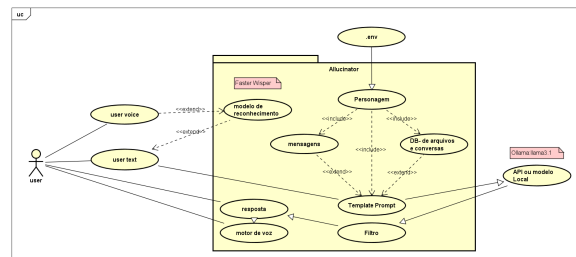 uc
.env
Allucinator
Faster Wisper
Personagem
user voice
<<extend>>
modelo de
reconhecimento
<<include>>
<<include>>
<<extend>>
mensagens
<<include>>
DB- de arquivos
e conversas
Ollama:llama3.1
user text
user
<<extend>>
<<extend>>
API ou modelo
Local
resposta
Template Prompt
motor de voz
Filtro